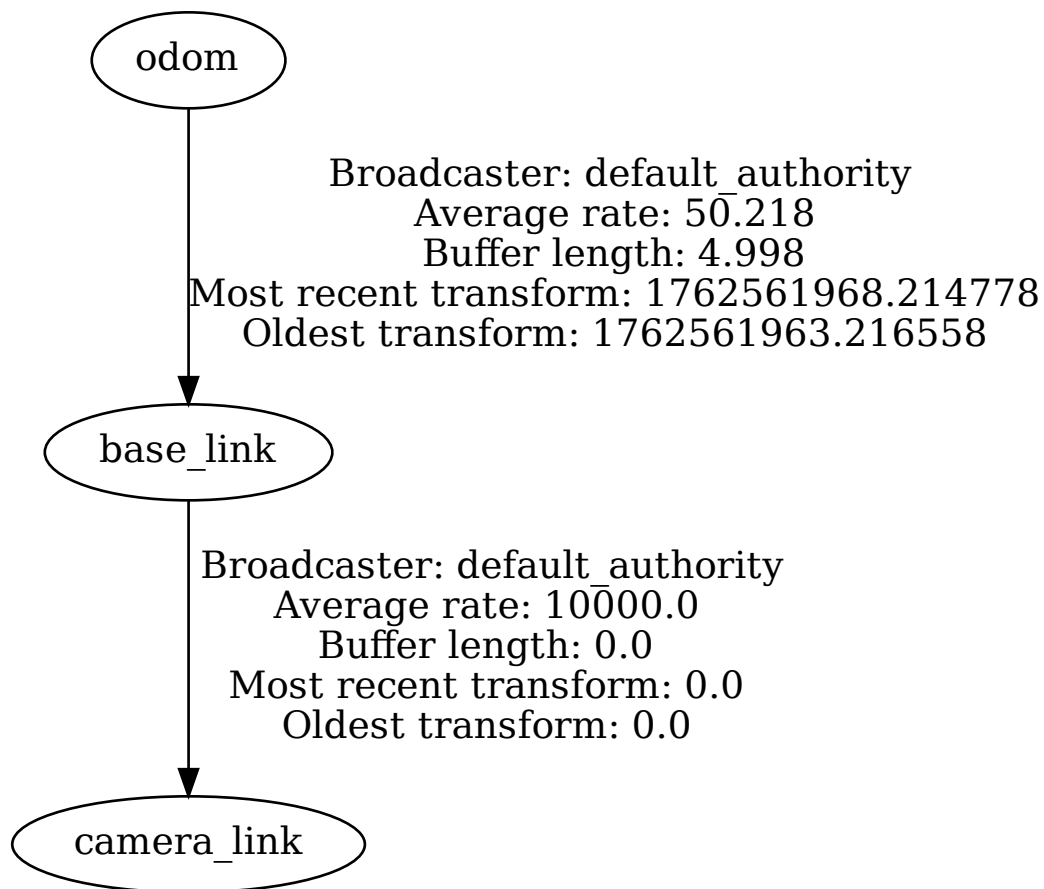 odom
Broadcaster: default_authority
Average rate: 50.218
Buffer length: 4.998
Most recent transform: 1762561968.214778
Oldest transform: 1762561963.216558
base_link
Broadcaster: default_authority
Average rate: 10000.0
Buffer length: 0.0
Most recent transform: 0.0
Oldest transform: 0.0
camera_link